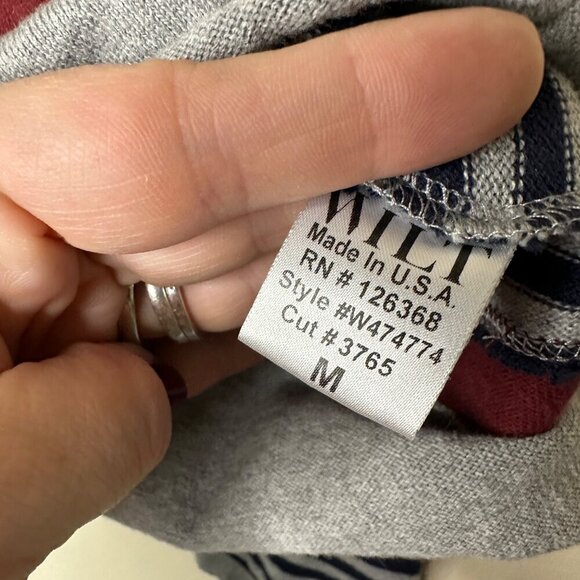 WILT
Made In U.S.A.
RN # 126368
Style #W474774
Cut # 3765
M